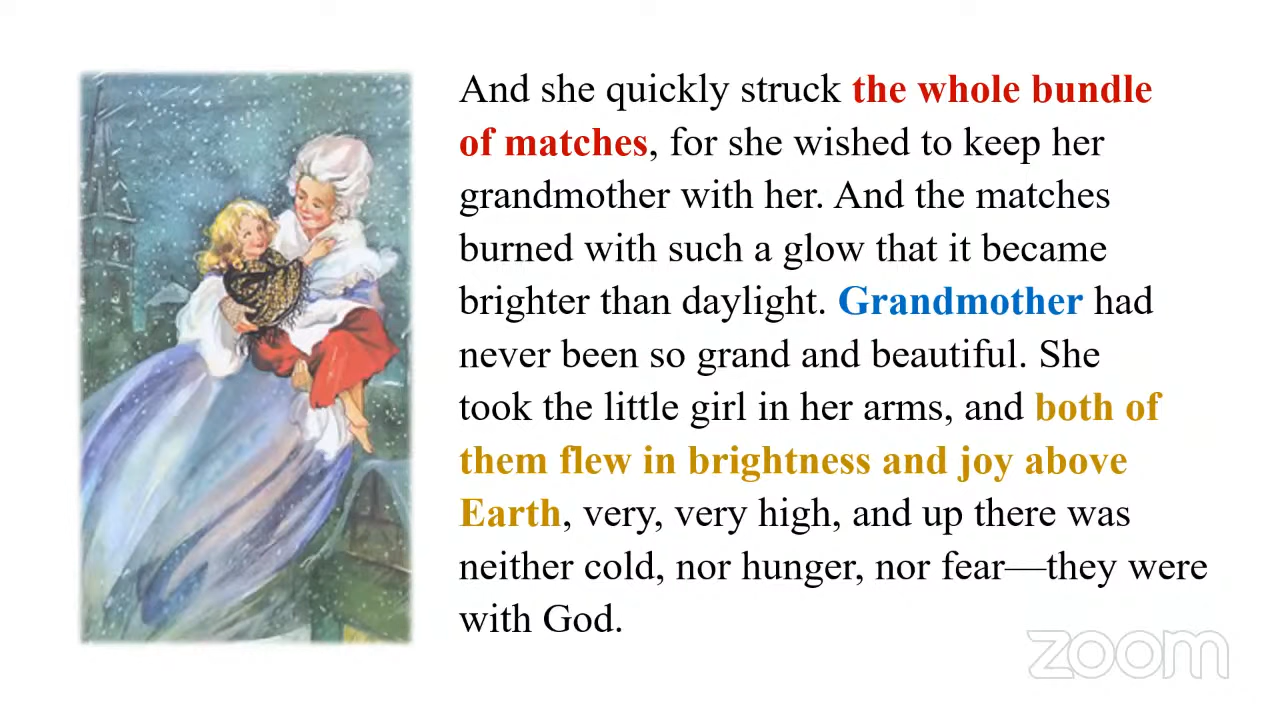 And she quickly struck the whole bundle
of matches, for she wished to keep her
grandmother with her. And the matches
burned with such a glow that it became
brighter than daylight. Grandmother had
never been so grand and beautiful. She
took the little girl in her arms, and both of
them flew in brightness and joy above
Earth, very, very high, and up there was
neither cold, nor hunger, nor fear—they were
with God.
zoom